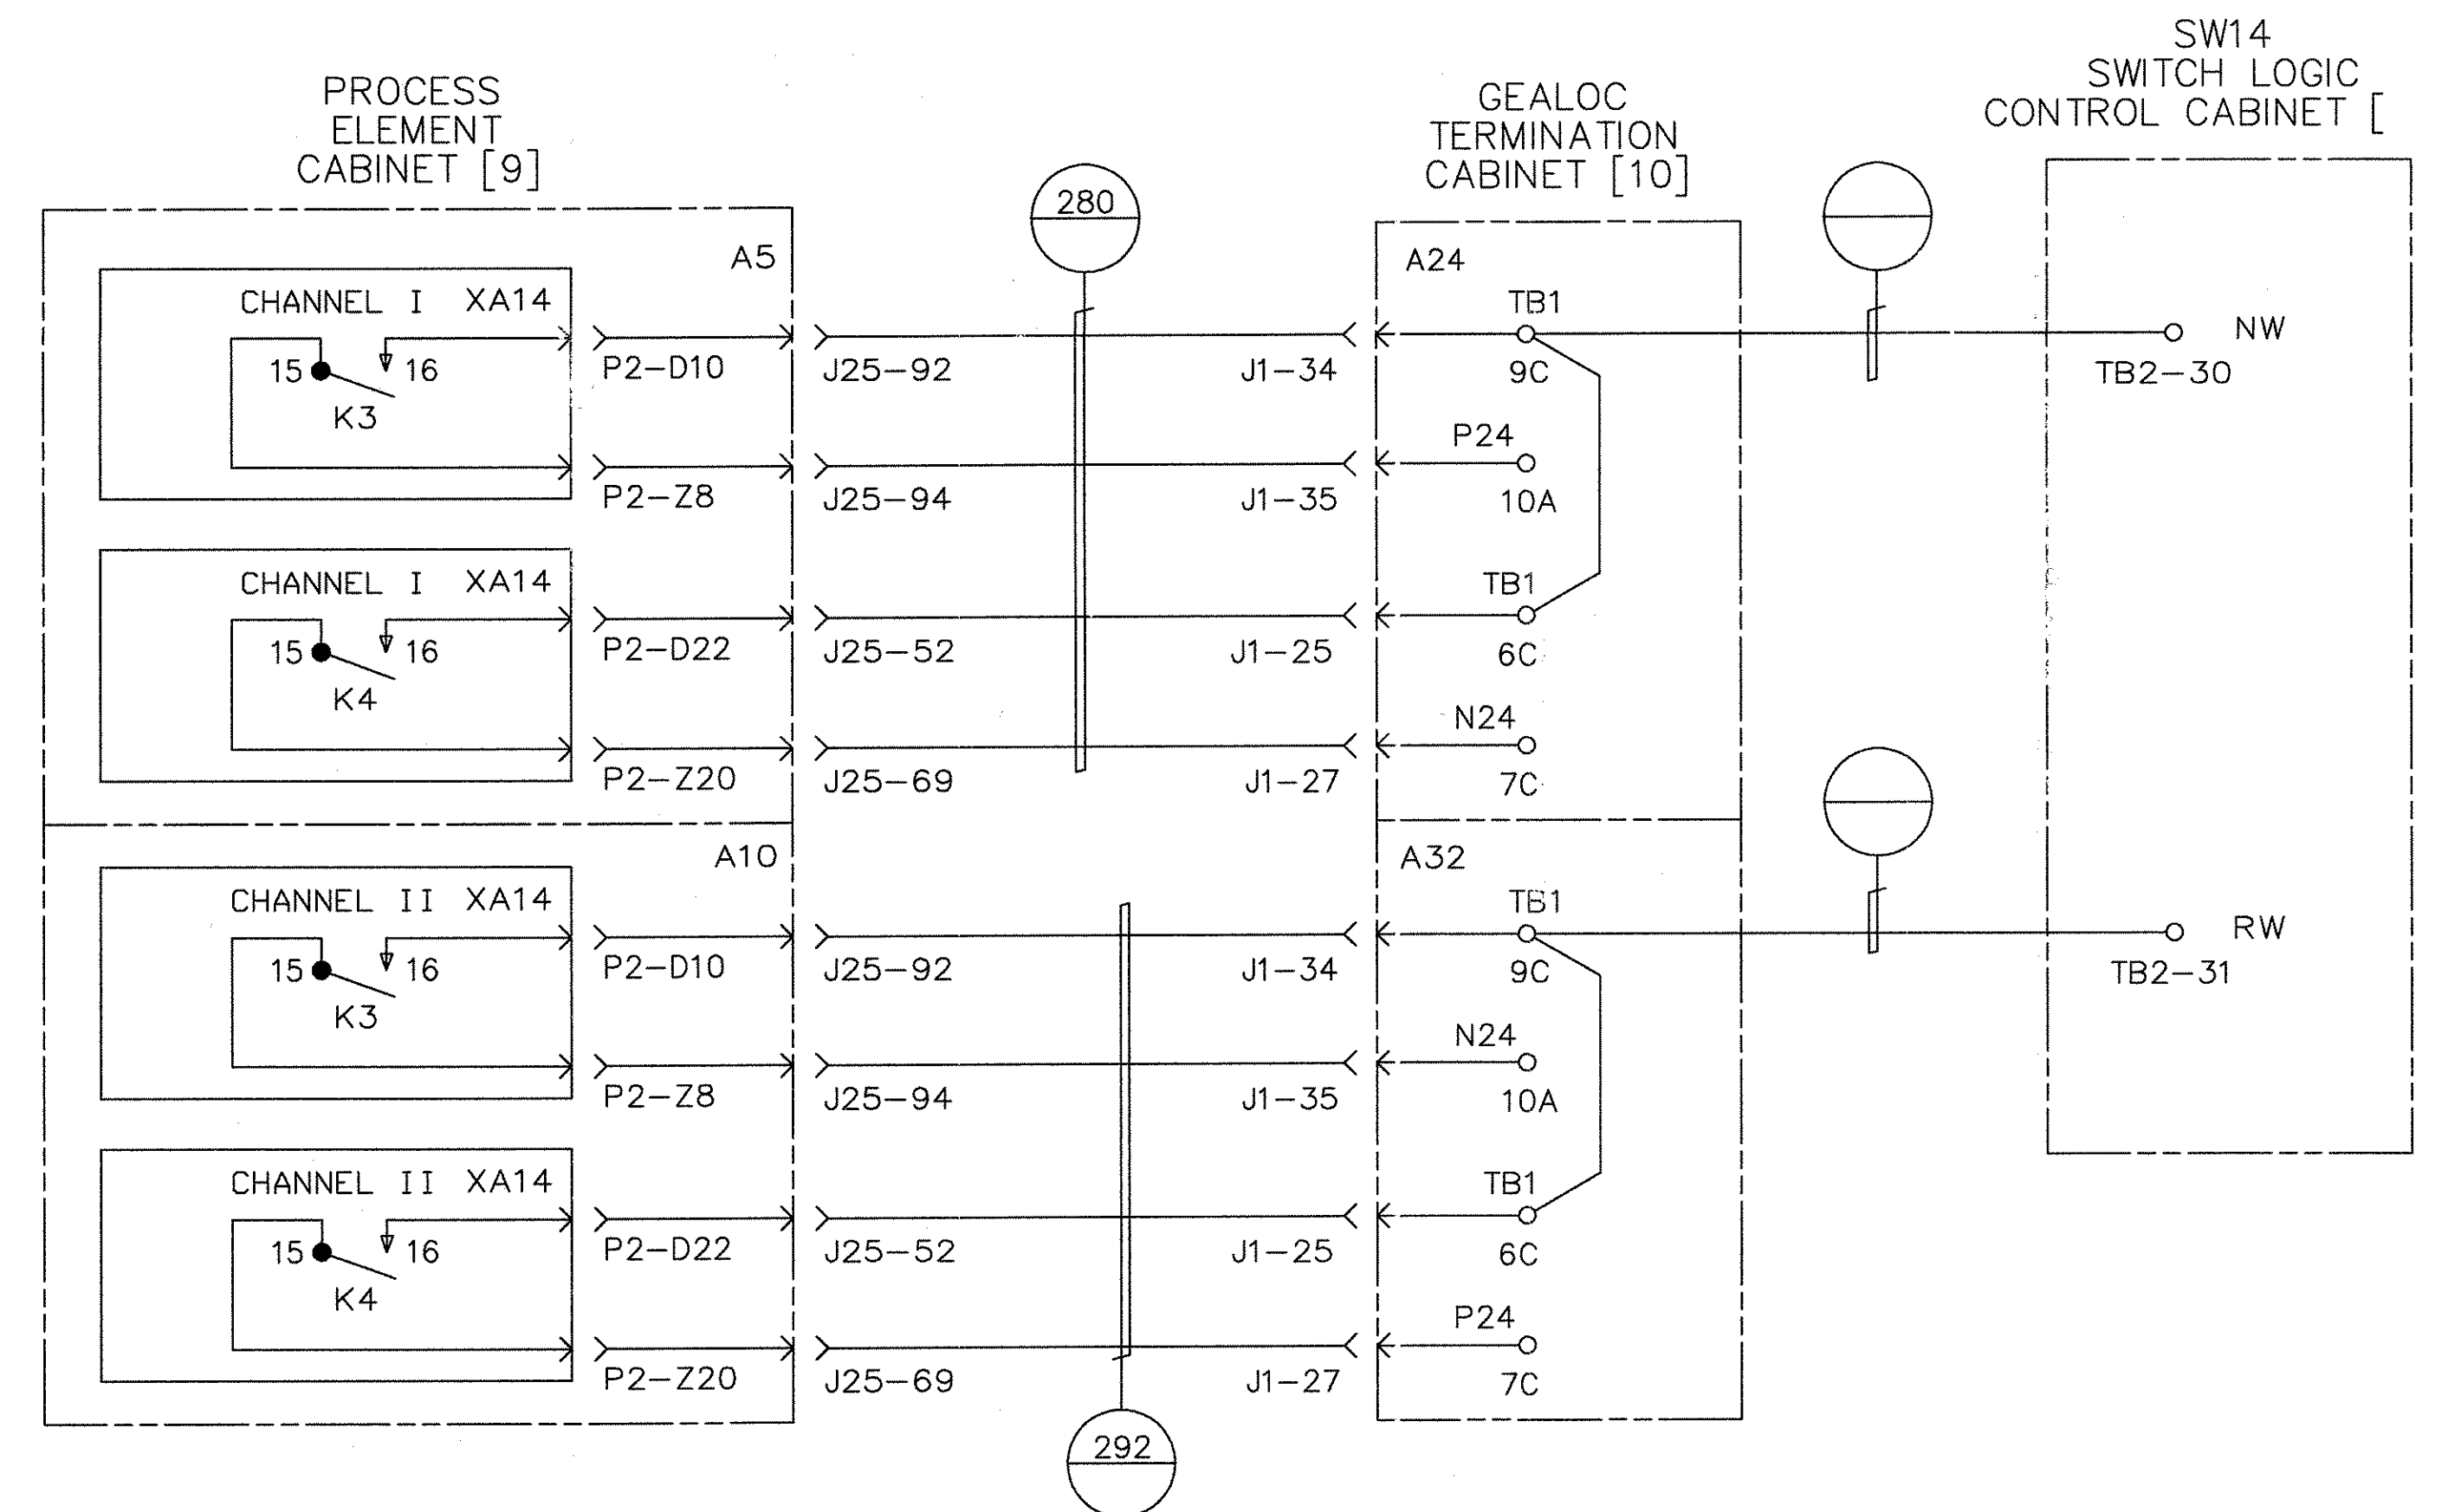 SW14
SWITCH LOGIC
CONTROL CABINET [
PROCESS
ELEMENT
CABINET [9]
GEALOC
TERMINATION
CABINET [10]
280
A5
A24
CHANNEL I XA14
TB1
NW
15
16
P2-D10
J25-92
J1-34
9C
TB2-30
K3
P24
P2-Z8
J25-94
J1-35
10A
CHANNEL I XA14
TB1
15
16
P2-D22
J25-52
J1-25
6C
K4
N24
P2-Z20
J25-69
J1-27
7C
A10
A32
CHANNEL II XA14
TB1
RW
15
16
P2-D10
J25-92
J1-34
9C
TB2-31
K3
N24
P2-Z8
J25-94
J1-35
10A
CHANNEL II XA14
TB1
15
16
P2-D22
J25-52
J1-25
6C
K4
P24
P2-Z20
J25-69
J1-27
7C
292